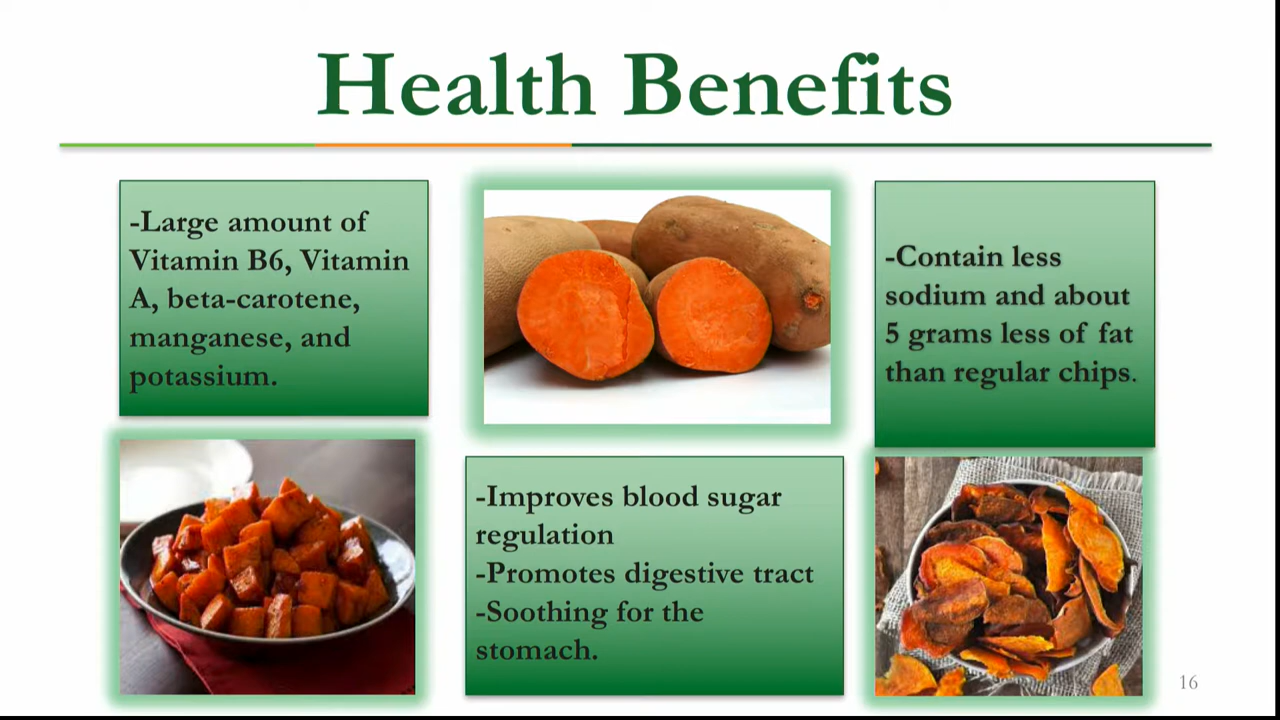 Health Benefits
-Large amount of
Vitamin B6, Vitamin
A, beta-carotene,
manganese, and
potassium.
-Contain less
sodium and about
5 grams less of fat
than regular chips.
-Improves blood sugar
regulation
-Promotes digestive tract
-Soothing for the
stomach.
16